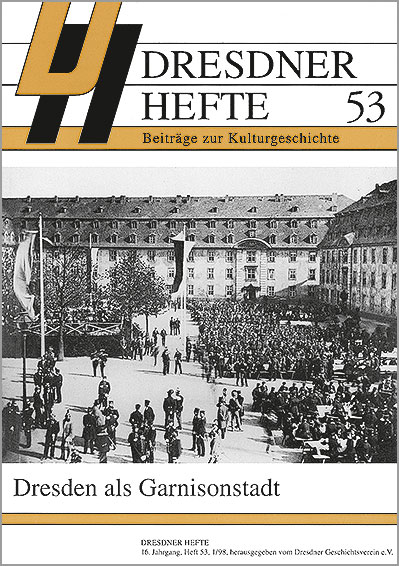 DRESDNER
HEFTE 53
Beiträge zur Kulturgeschichte
Dresden als Garnisonstadt
DRESDNER HEFTE
16. Jahrgang, Heft 53, 1/98, herausgegeben vom Dresdner Geschichtsverein e.V.